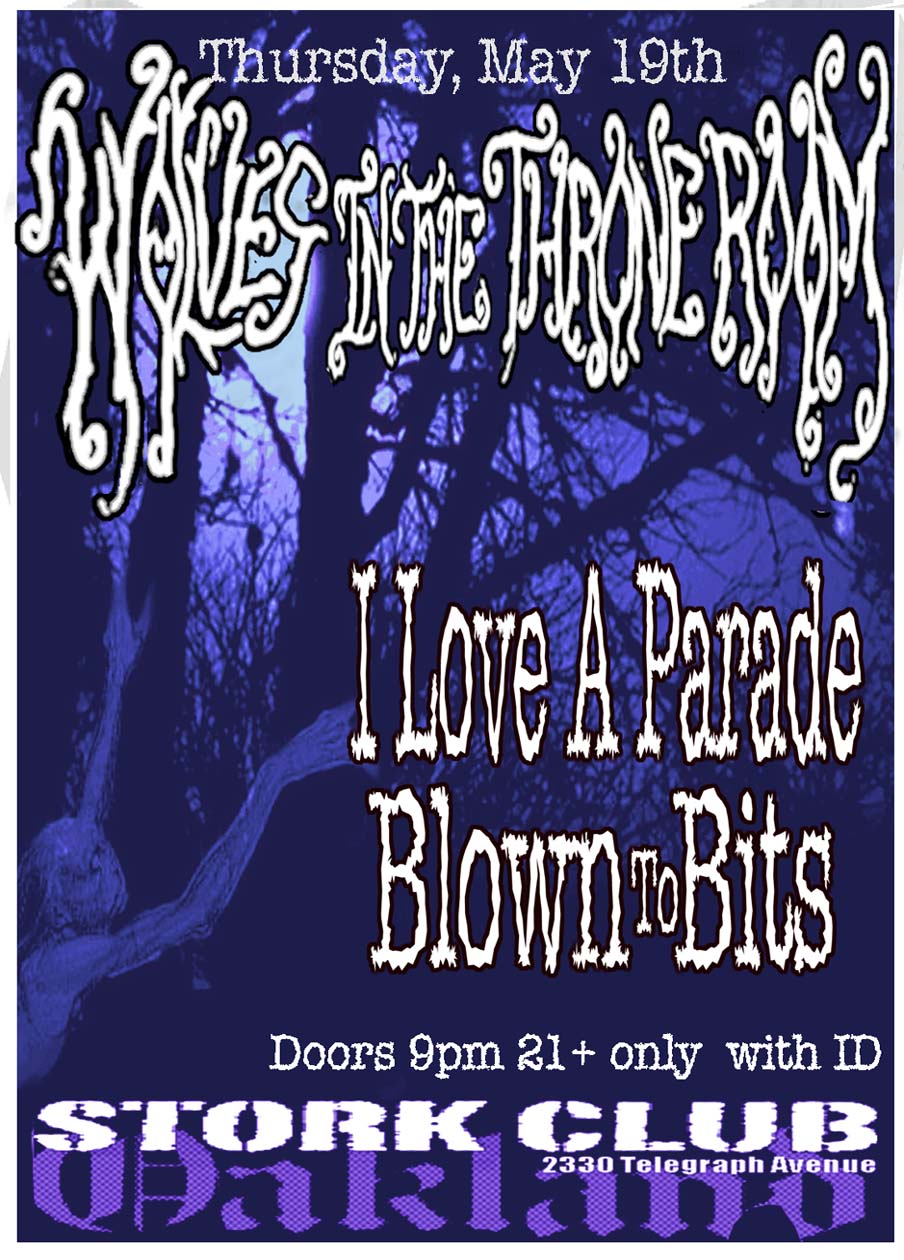 Thursday, May 19th
WOLVES IN THE THRONE ROOM
I Love A Parade
Blown To Bits
Doors 9pm 21+ only with ID
STORK CLUB
2330 Telegraph Avenue
Oakland